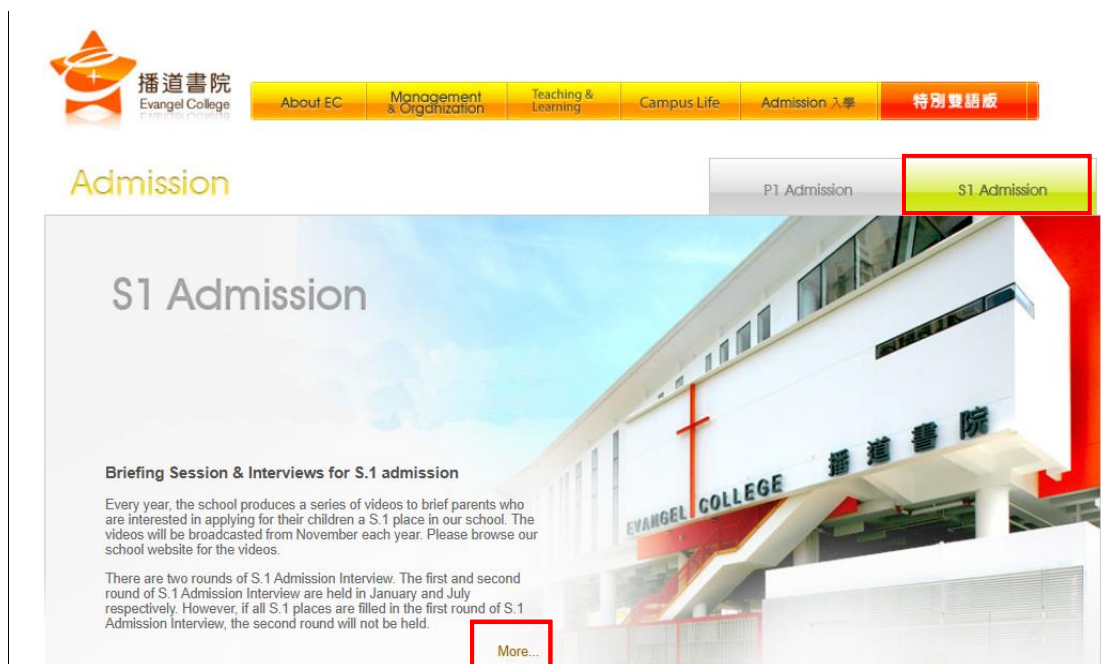 播道書院
Evangel College
About EC
Management
& Organization
Teaching &
Learning
Campus Life
Admission 入學
特別雙語版
Admission
P1 Admission
S1 Admission
S1 Admission
播道書院
EVANGEL COLLEGE
Briefing Session & Interviews for S.1 admission
Every year, the school produces a series of videos to brief parents who
are interested in applying for their children a S.1 place in our school. The
videos will be broadcasted from November each year. Please browse our
school website for the videos.
There are two rounds of S.1 Admission Interview. The first and second
round of S.1 Admission Interview are held in January and July
respectively. However, if all S.1 places are filled in the first round of S.1
Admission Interview, the second round will not be held.
More...